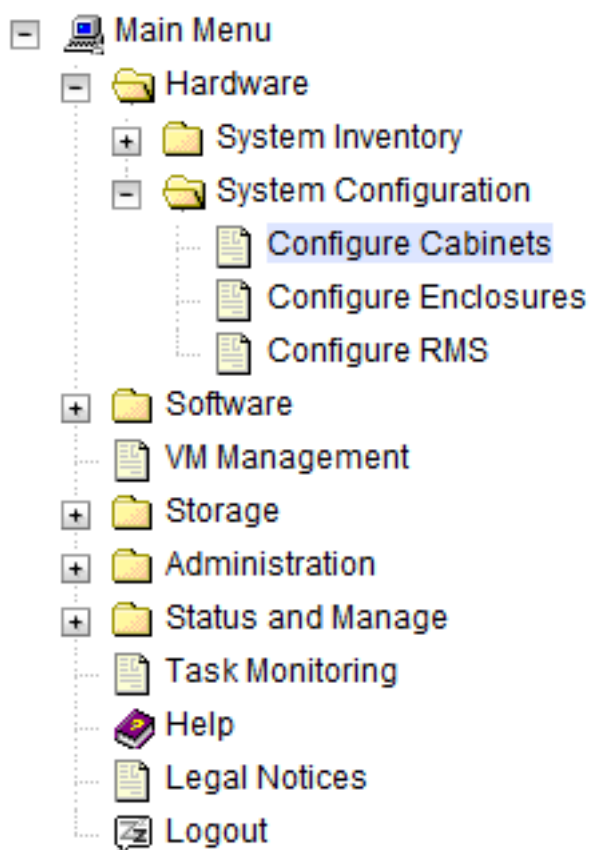 Main Menu
Hardware
System Inventory
System Configuration
Configure Cabinets
Configure Enclosures
Configure RMS
Software
VM Management
Storage
Administration
Status and Manage
Task Monitoring
Help
Legal Notices
Logout